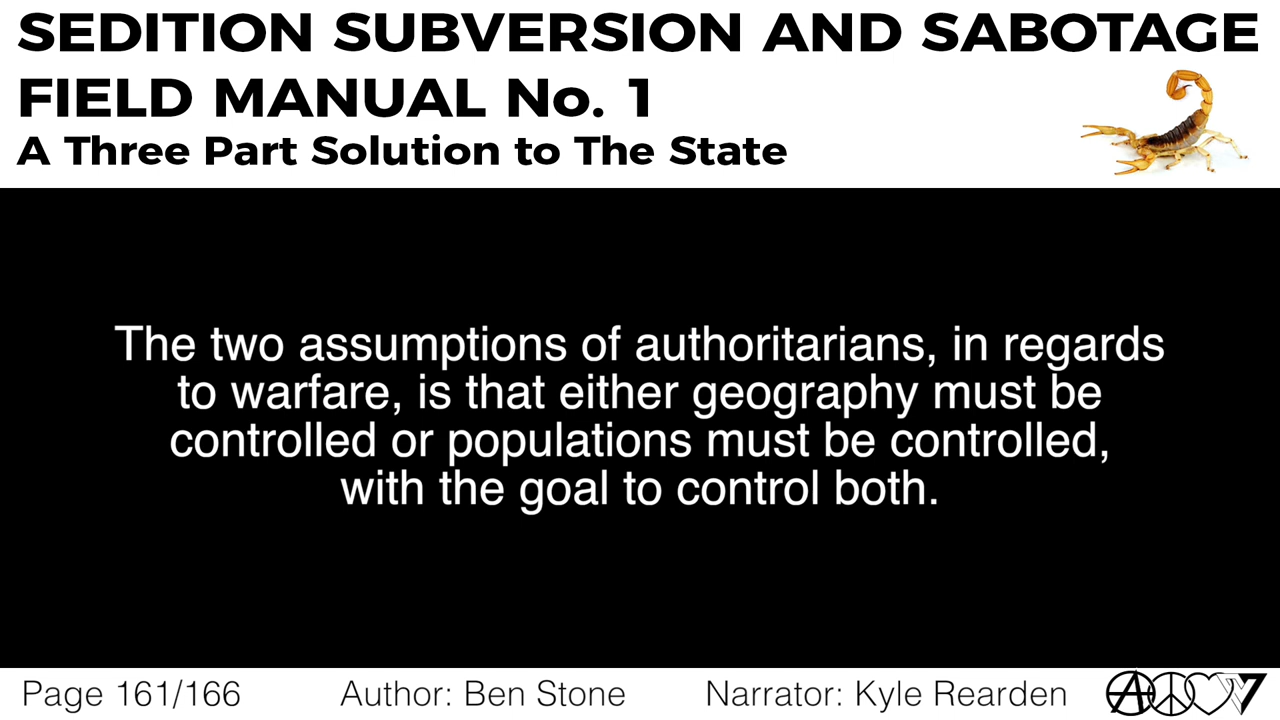 SEDITION SUBVERSION AND SABOTAGE
FIELD MANUAL No. 1
A Three Part Solution to The State
The two assumptions of authoritarians, in regards
to warfare, is that either geography must be
controlled or populations must be controlled,
with the goal to control both.
Page 161/166 Author: Ben Stone Narrator: Kyle Rearden